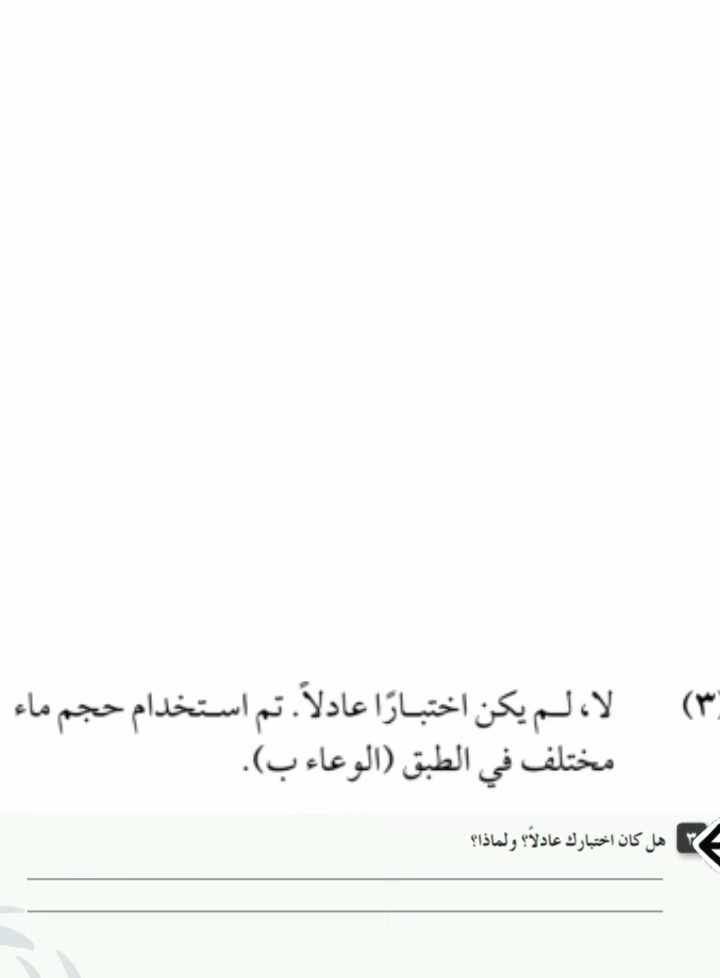 (٣) لا، لم يكن اختبارًا عادلاً. تم استخدام حجم ماء
مختلف في الطبق (الوعاء ب).
٣ هل كان اختبارك عادلاً؟ ولماذا؟